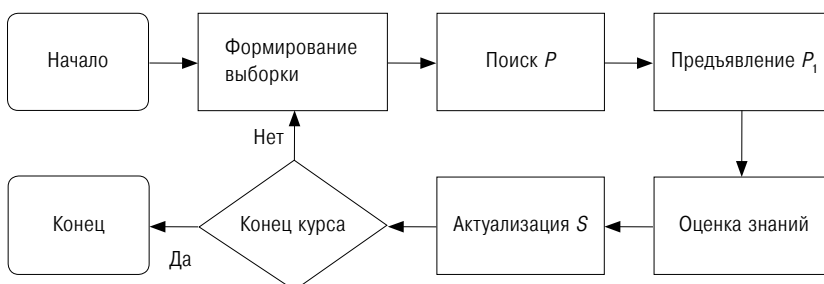 Начало
Формирование
выборки
Поиск P
Предъявление P₁
Нет
Конец
Да
Конец курса
Актуализация S
Оценка знаний